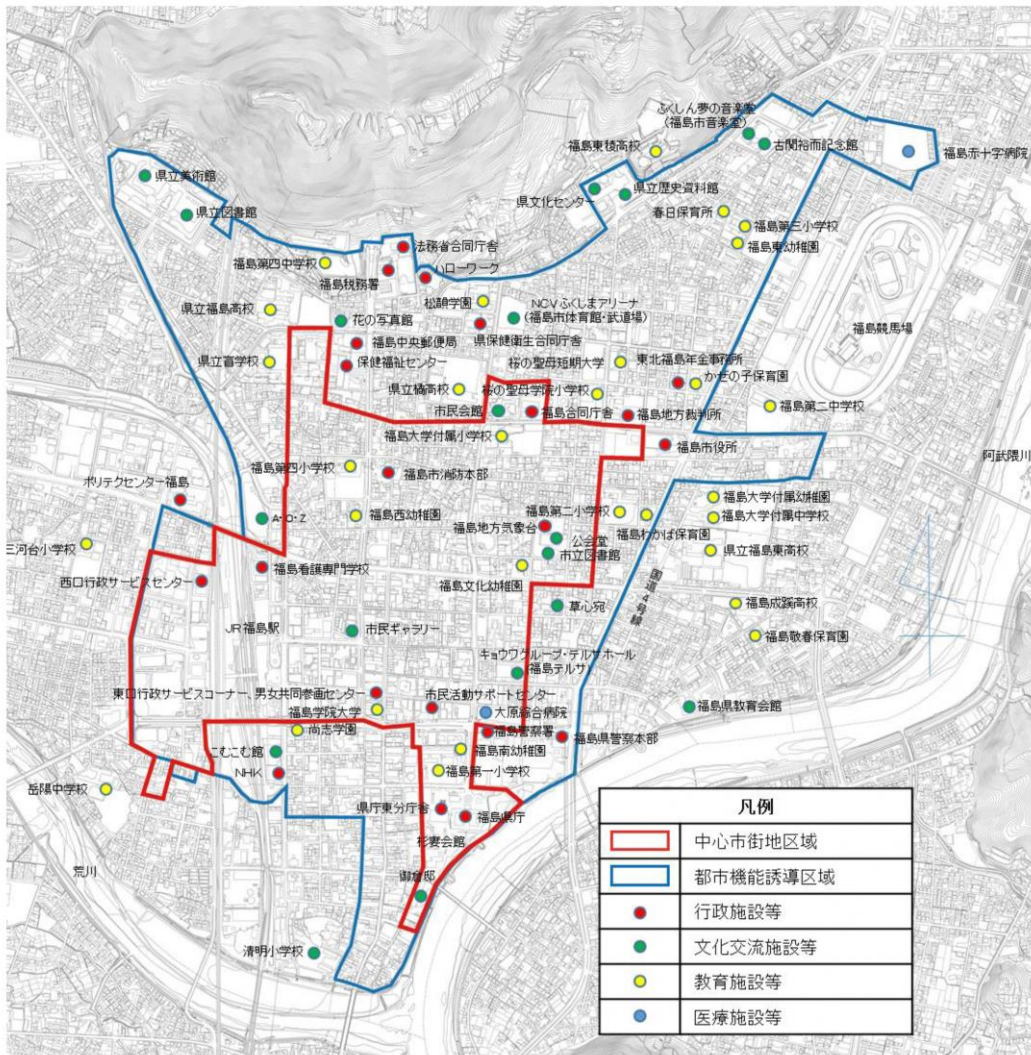 ふくしん夢の音楽堂
(福島市音楽堂)
福島東稜高校
古関裕而記念館
福島赤十字病院
県立美術館
県立歴史資料館
県文化センター
春日保育所
県立図書館
福島第三小学校
福島東幼稚園
法務省合同庁舎
福島第四中学校
ハローワーク
福島税務署
松韻学園
NCVふくしまアリーナ
(福島市体育館・武道場)
県立福島高校
花の写真館
福島競馬場
県保健衛生合同庁舎
福島中央郵便局
県立盲学校
保健福祉センター
桜の聖母短期大学
東北福島年金事務所
かぜの子保育園
県立橘高校
桜の聖母学院小学校
福島第二中学校
市民会館
福島合同庁舎
福島地方裁判所
福島大学付属小学校
福島市役所
阿武隈川
福島第四小学校
福島市消防本部
ポリテクセンター福島
福島大学付属幼稚園
A・O・Z
福島西幼稚園
福島第二小学校
福島大学付属中学校
福島地方気象台
福島わかば保育園
公会堂
三河台小学校
市立図書館
県立福島東高校
福島看護専門学校
福島文化幼稚園
西口行政サービスセンター
国道4号線
草心苑
福島成蹊高校
JR福島駅
市民ギャラリー
福島敬春保育園
キョウワグループ・テルサホール
(福島テルサ)
東口行政サービスコーナー、男女共同参画センター
市民活動サポートセンター
福島学院大学
大原綜合病院
福島県教育会館
尚志学園
福島警察署
福島県警察本部
こむこむ館
福島南幼稚園
NHK
福島第一小学校
岳陽中学校
県庁東分庁舎
福島県庁
杉妻会館
荒川
御倉邸
清明小学校
凡例
中心市街地区域
都市機能誘導区域
行政施設等
文化交流施設等
教育施設等
医療施設等